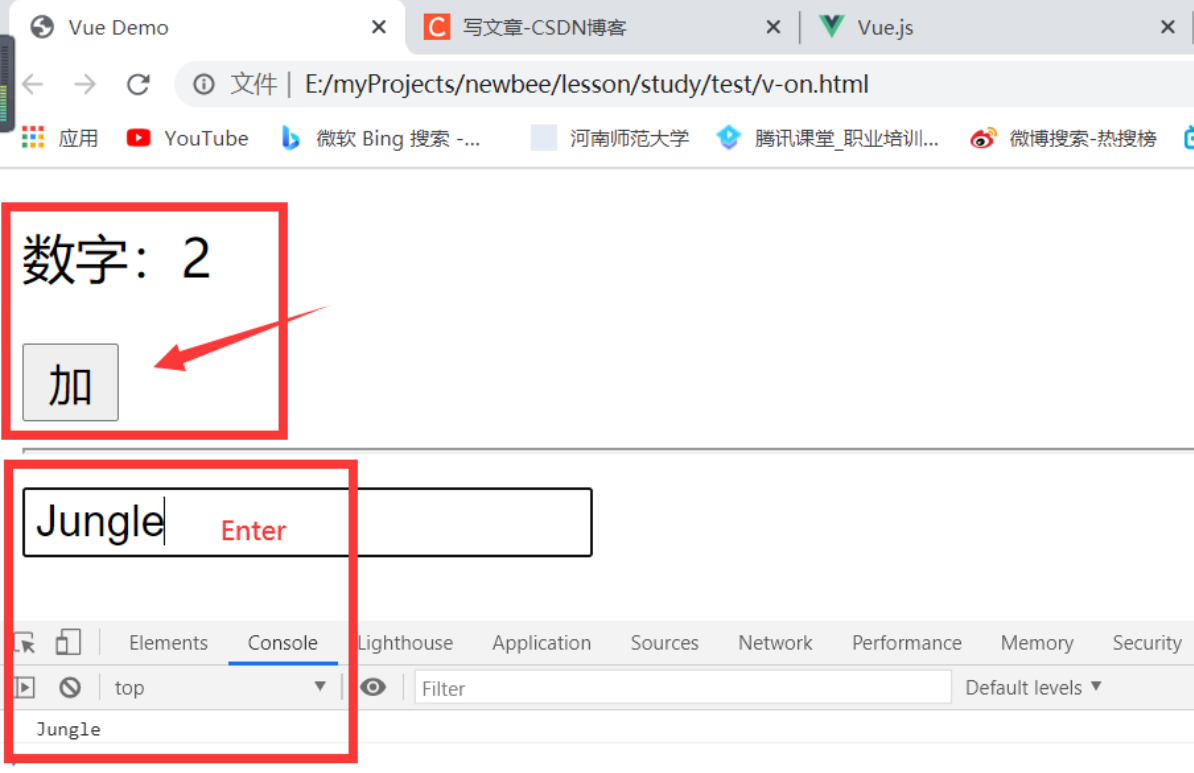 Vue Demo 写文章-CSDN博客 Vue.js
文件 | E:/myProjects/newbee/lesson/study/test/v-on.html
应用 YouTube 微软 Bing 搜索 -... 河南师范大学 腾讯课堂_职业培训... 微博搜索-热搜榜
数字：2
加
Jungle Enter
Elements Console Lighthouse Application Sources Network Performance Memory Security
top Filter Default levels
Jungle